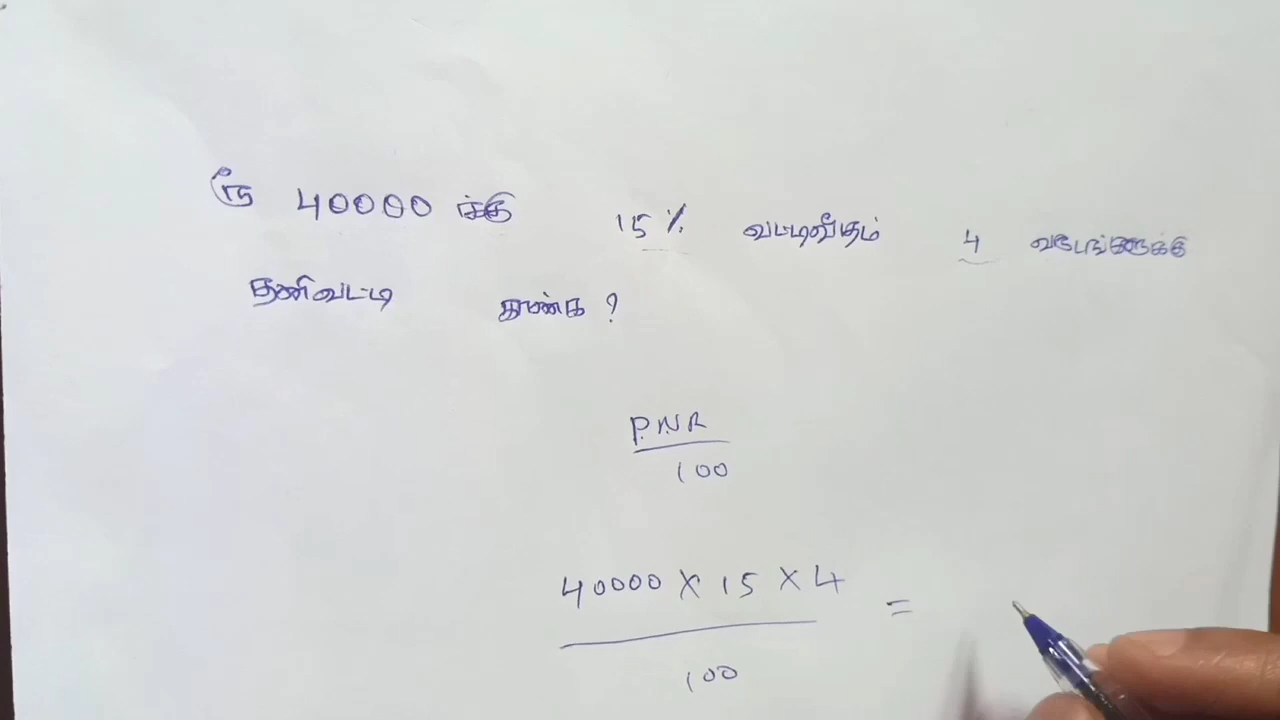 ரூ 40000 க்கு 15 % வட்டிவீதம் 4 வருடங்களுக்கு
தனிவட்டி காண்க ?
PNR
100
40000 X 15 X 4 =
100